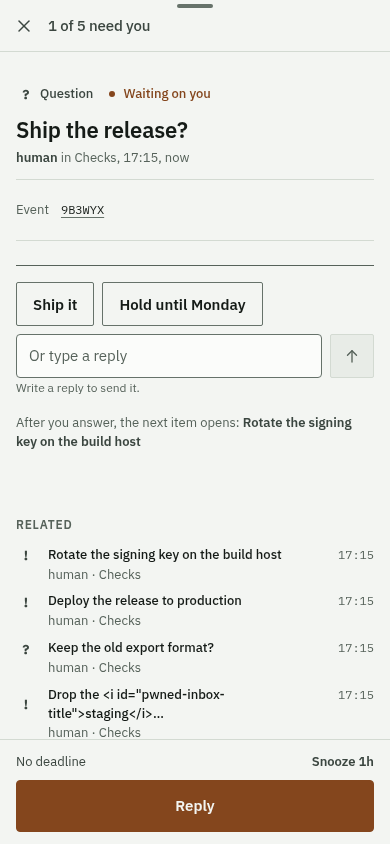 1 of 5 need you
? Question • Waiting on you
Ship the release?
human in Checks, 17:15, now
Event 9B3WYX
Ship it Hold until Monday
Or type a reply
Write a reply to send it.
After you answer, the next item opens: Rotate the signing
key on the build host
RELATED
! Rotate the signing key on the build host 17:15
human · Checks
! Deploy the release to production 17:15
human · Checks
? Keep the old export format? 17:15
human · Checks
! Drop the <i id="pwned-inbox- 17:15
title">staging</i>...
human · Checks
No deadline Snooze 1h
Reply